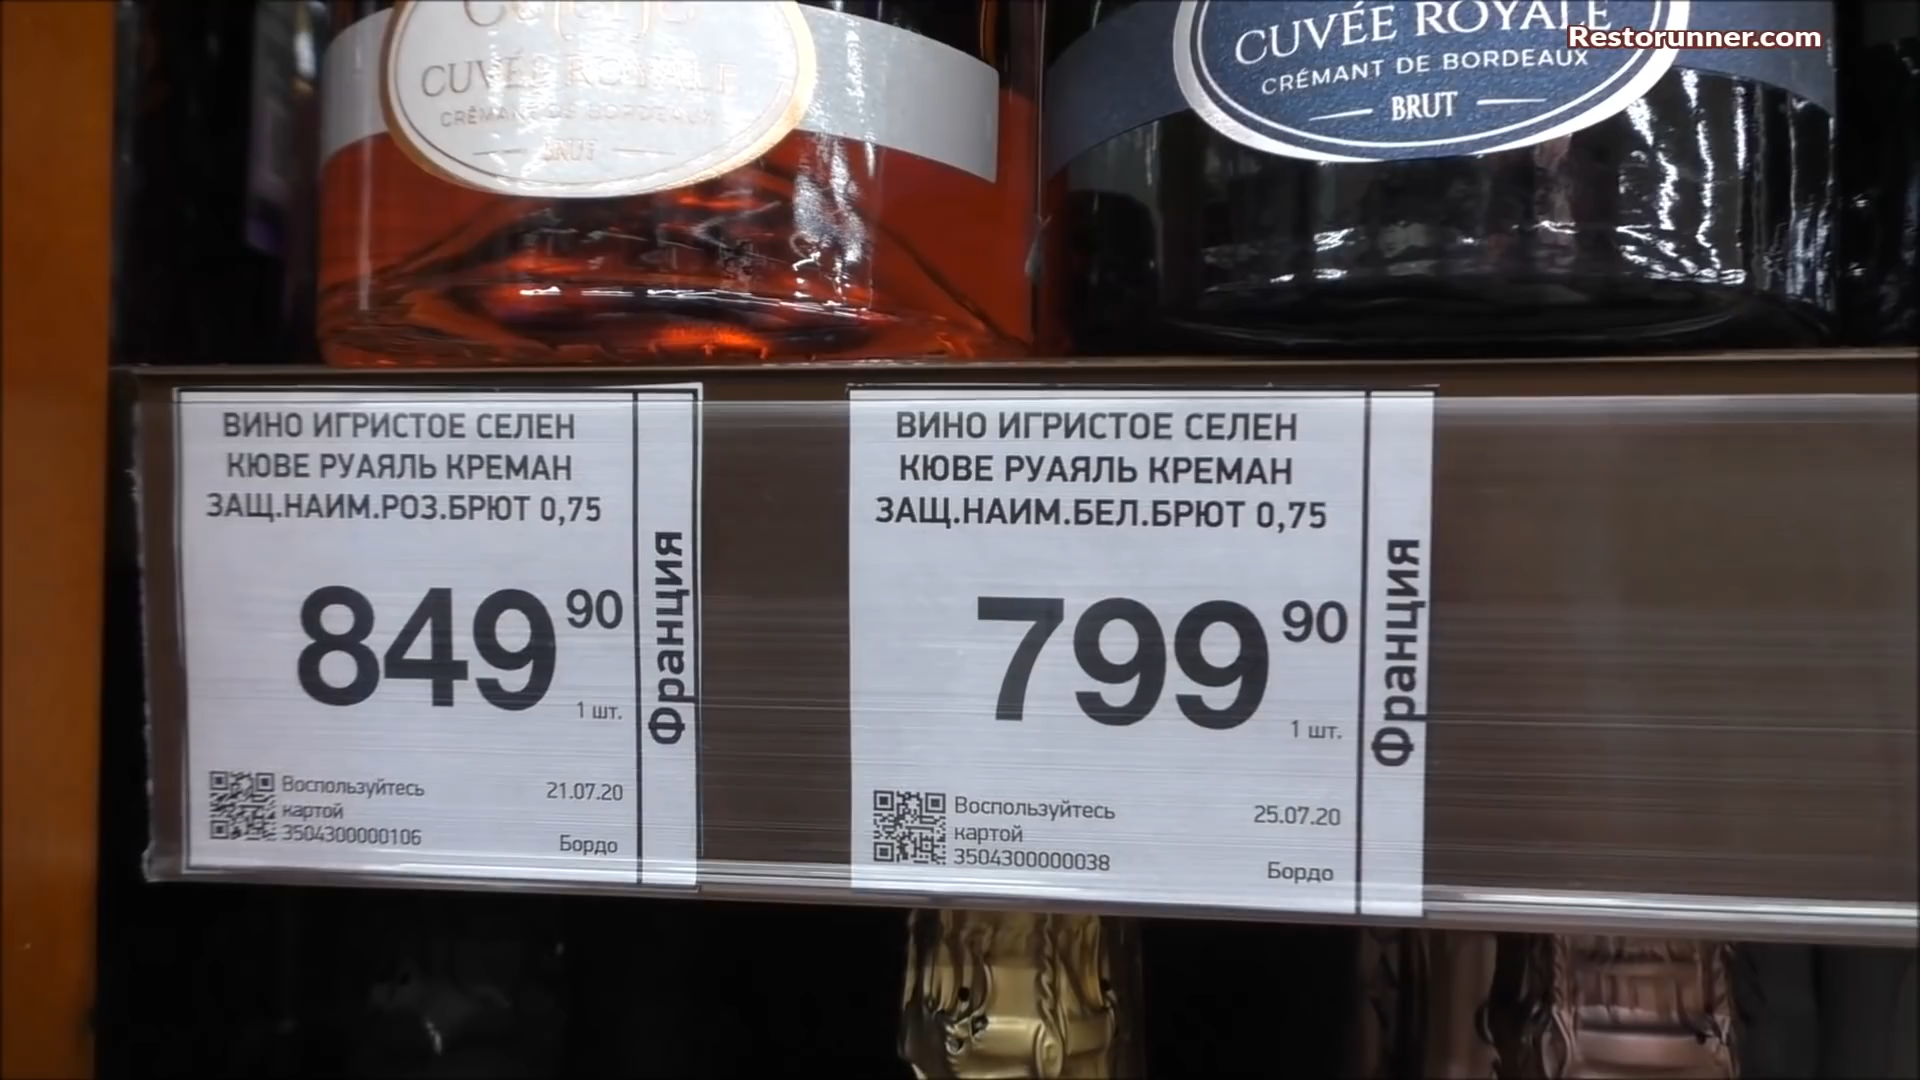 CUVÉE ROYALE
CRÉMANT DE BORDEAUX
BRUT
CUVÉE ROYALE
CRÉMANT DE BORDEAUX
BRUT
Restorunner.com
ВИНО ИГРИСТОЕ СЕЛЕН
КЮВЕ РУАЯЛЬ КРЕМАН
ЗАЩ.НАИМ.РОЗ.БРЮТ 0,75
849 90
1 шт.
Франция
Воспользуйтесь
картой
3504300000106
21.07.20
Бордо
ВИНО ИГРИСТОЕ СЕЛЕН
КЮВЕ РУАЯЛЬ КРЕМАН
ЗАЩ.НАИМ.БЕЛ.БРЮТ 0,75
799 90
1 шт.
Франция
Воспользуйтесь
картой
3504300000038
25.07.20
Бордо